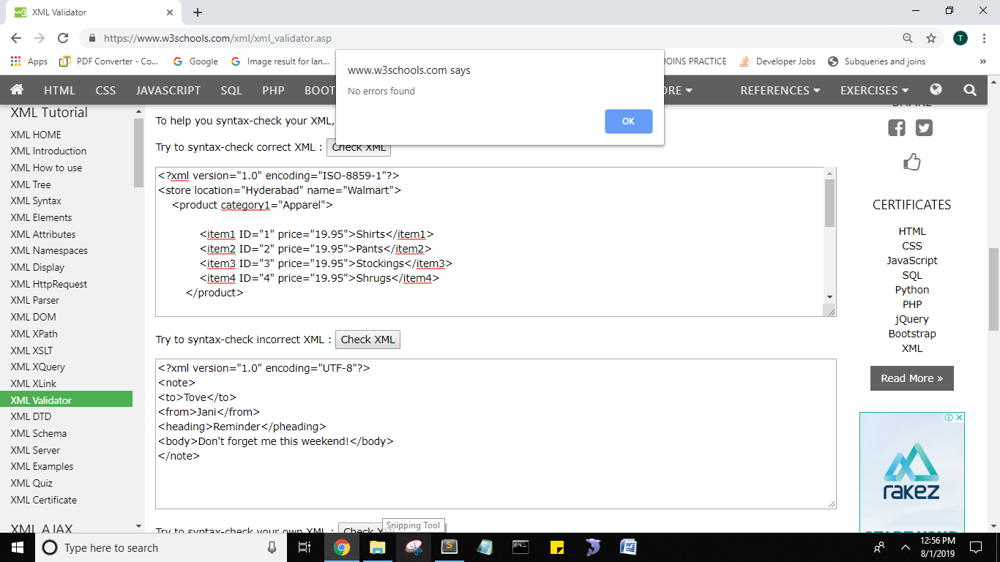 XML Validator
https://www.w3schools.com/xml/xml_validator.asp
T
Apps
PDF Converter - Co...
Google
Image result for lan...
JOINS PRACTICE
Developer Jobs
Subqueries and joins
»
www.w3schools.com says
No errors found
OK
HTML
CSS
JAVASCRIPT
SQL
PHP
BOOT
ORE
REFERENCES
EXERCISES
XML Tutorial
XML HOME
XML Introduction
XML How to use
XML Tree
XML Syntax
XML Elements
XML Attributes
XML Namespaces
XML Display
XML HttpRequest
XML Parser
XML DOM
XML XPath
XML XSLT
XML XQuery
XML XLink
XML Validator
XML DTD
XML Schema
XML Server
XML Examples
XML Quiz
XML Certificate
XML AJAX
To help you syntax-check your XML,
Try to syntax-check correct XML : Check XML
<?xml version="1.0" encoding="ISO-8859-1"?>
<store location="Hyderabad" name="Walmart">
<product category1="Apparel">
<item1 ID="1" price="19.95">Shirts</item1>
<item2 ID="2" price="19.95">Pants</item2>
<item3 ID="3" price="19.95">Stockings</item3>
<item4 ID="4" price="19.95">Shrugs</item4>
</product>
Try to syntax-check incorrect XML : Check XML
<?xml version="1.0" encoding="UTF-8"?>
<note>
<to>Tove</to>
<from>Jani</from>
<heading>Reminder</pheading>
<body>Don't forget me this weekend!</body>
</note>
Try to syntax-check your own XML : Check XML
Snipping Tool
SHARE
CERTIFICATES
HTML
CSS
JavaScript
SQL
Python
PHP
jQuery
Bootstrap
XML
Read More »
rakez
START YOUR
Type here to search
12:56 PM
8/1/2019